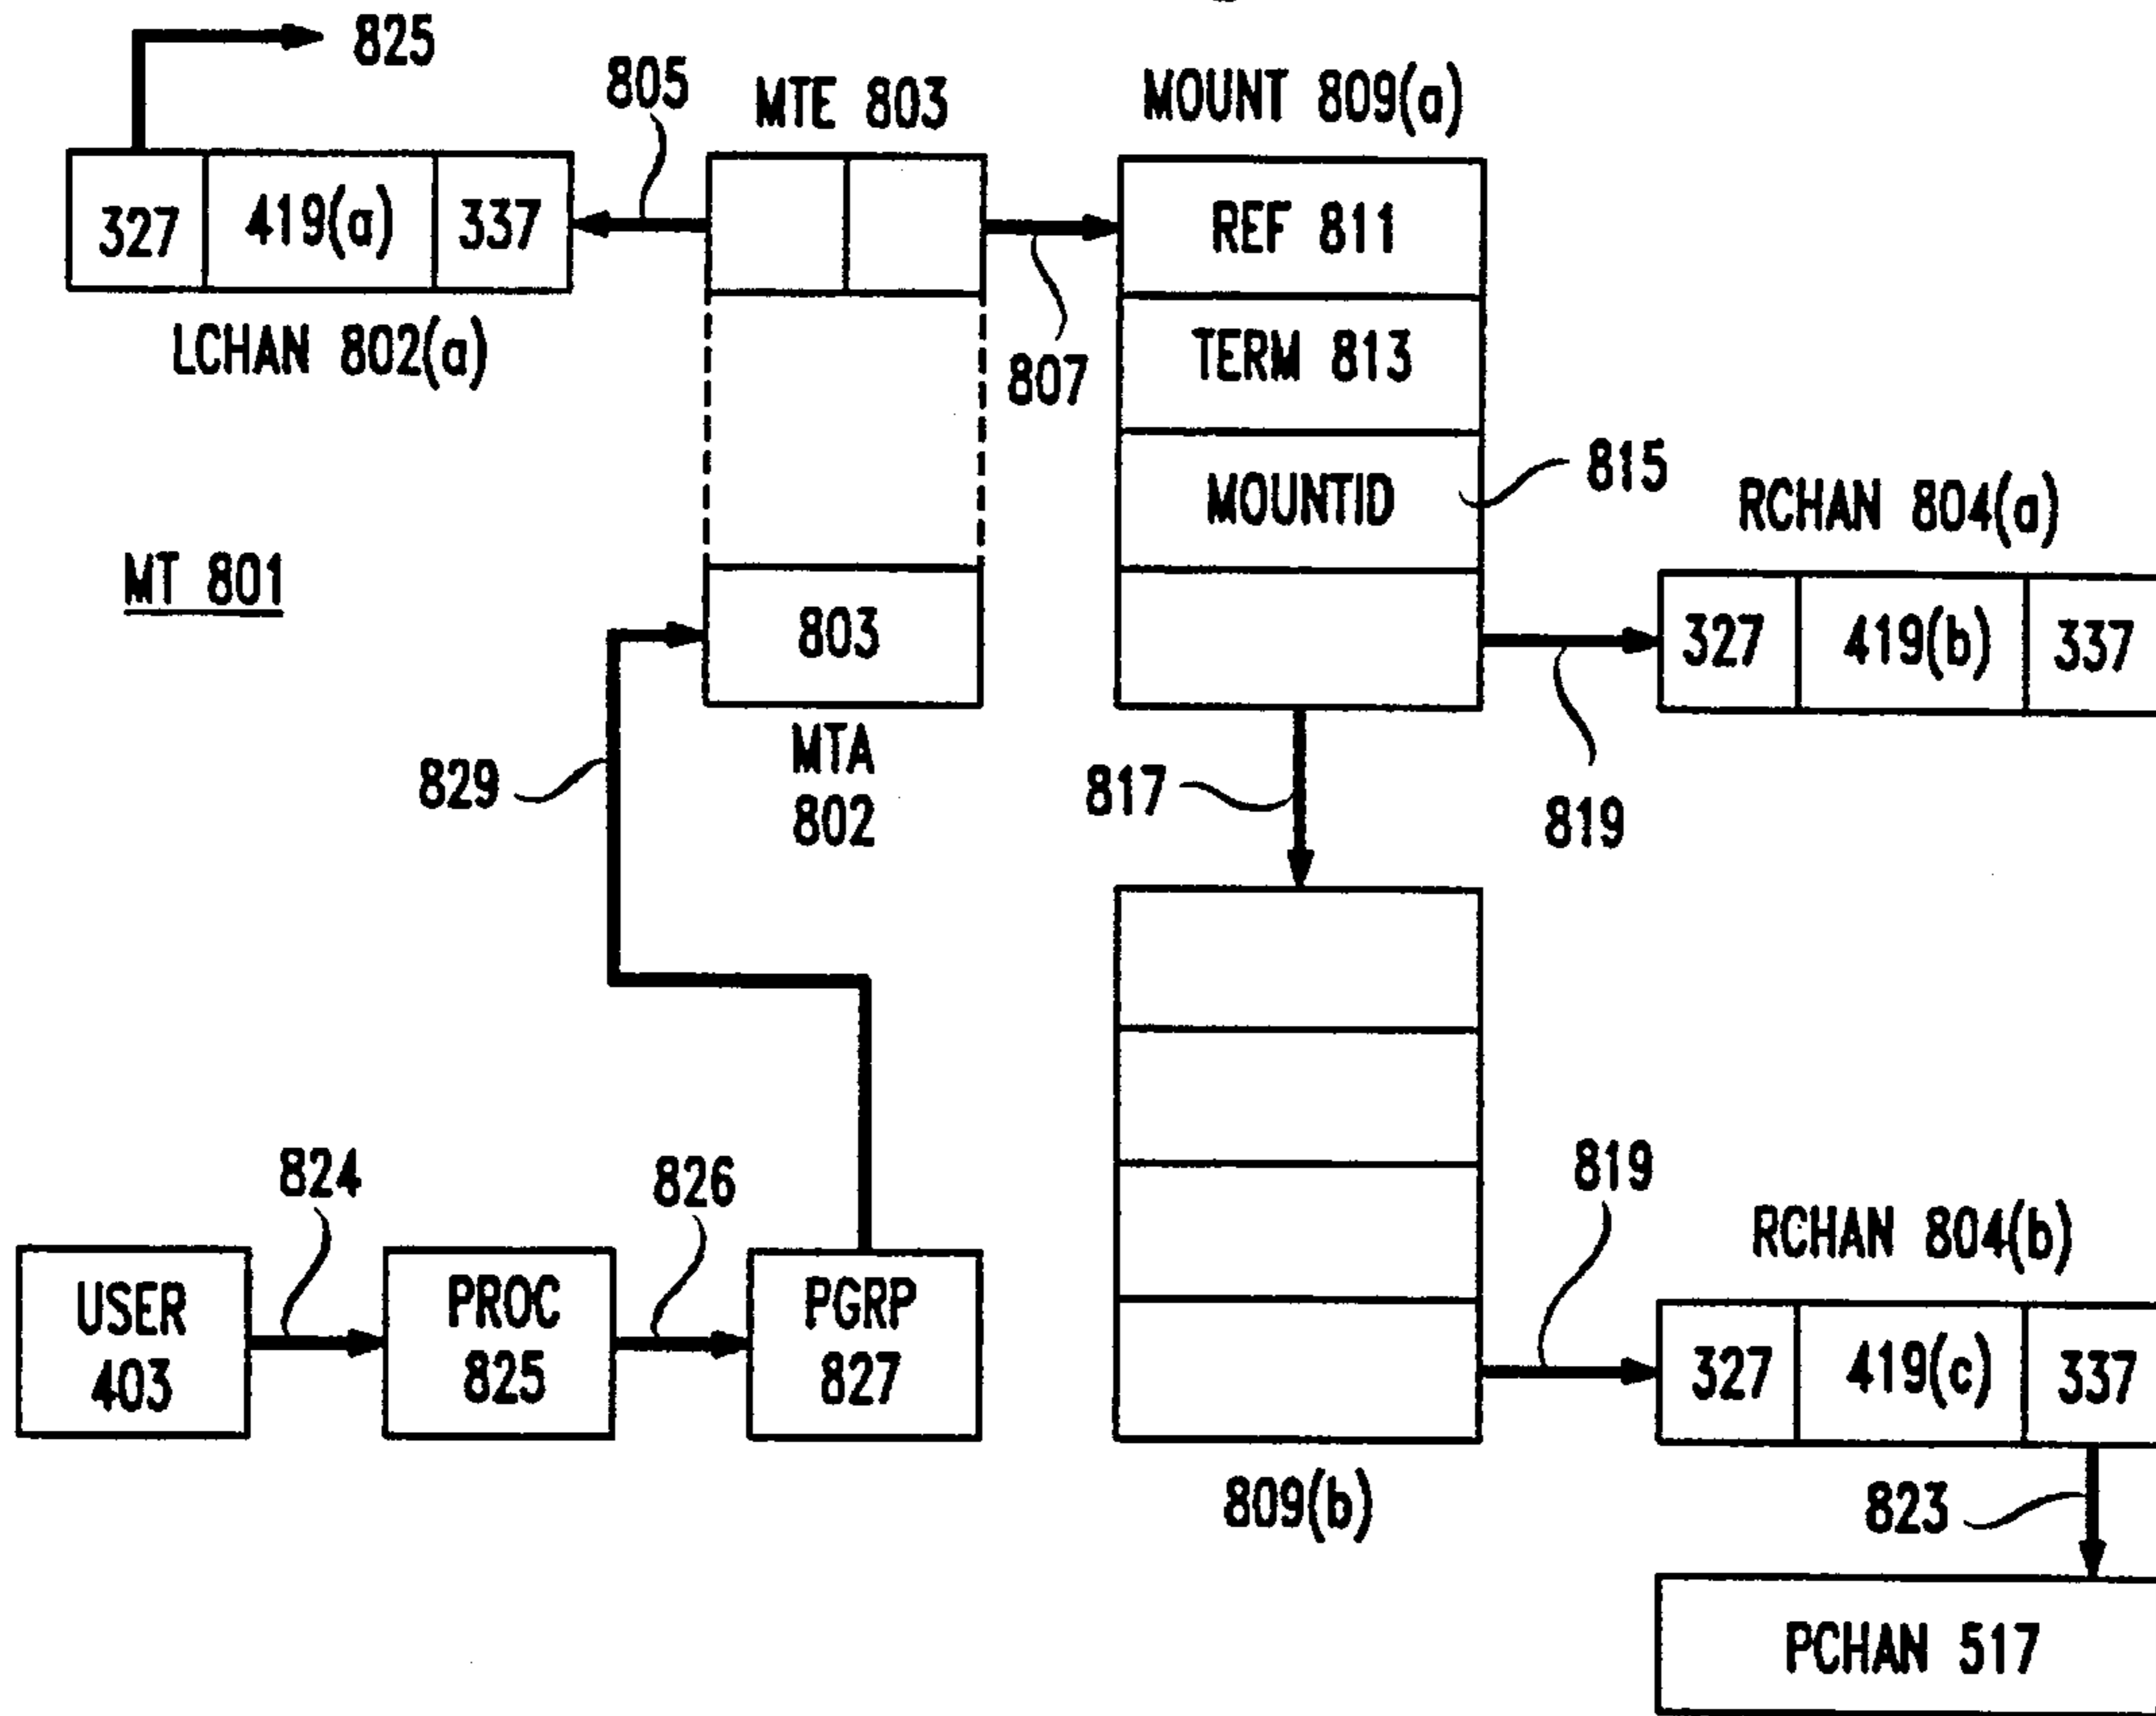 825
805
MTE 803
MOUNT 809(a)
327 419(a) 337
REF 811
LCHAN 802(a)
807
TERM 813
MOUNTID
815
RCHAN 804(a)
MT 801
803
327 419(b) 337
829
MTA
802
817
819
824
826
819
RCHAN 804(b)
USER
403
PROC
825
PGRP
827
327 419(c) 337
809(b)
823
PCHAN 517